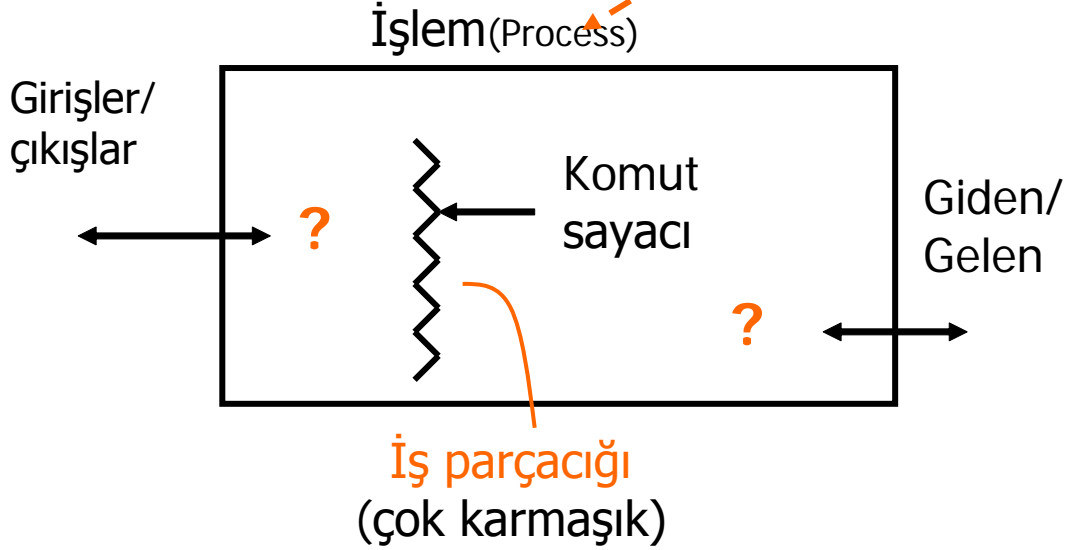 İşlem(Process)
Girişler/
çıkışlar
Komut
sayacı
?
Giden/
Gelen
?
İş parçacığı
(çok karmaşık)